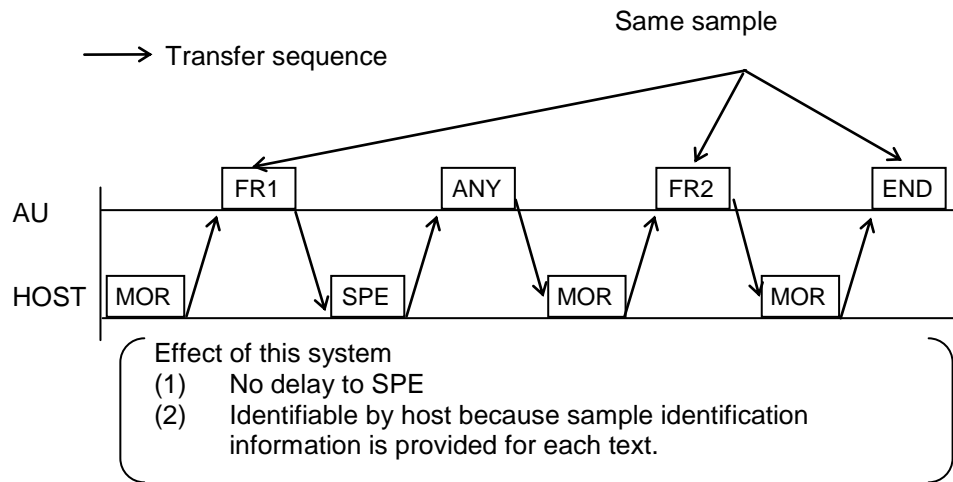 Same sample
Transfer sequence
FR1 ANY FR2 END
AU
HOST MOR SPE MOR MOR
Effect of this system
(1) No delay to SPE
(2) Identifiable by host because sample identification
information is provided for each text.